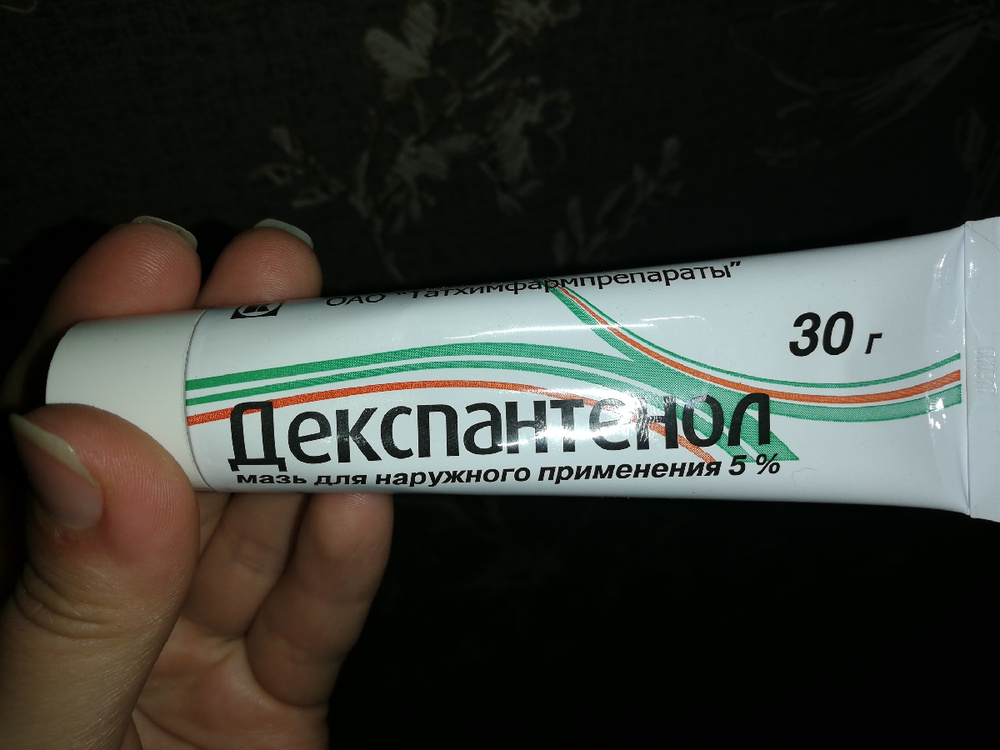 ОАО "Татхимфармпрепараты"
30 г
Декспантенол
мазь для наружного применения 5 %